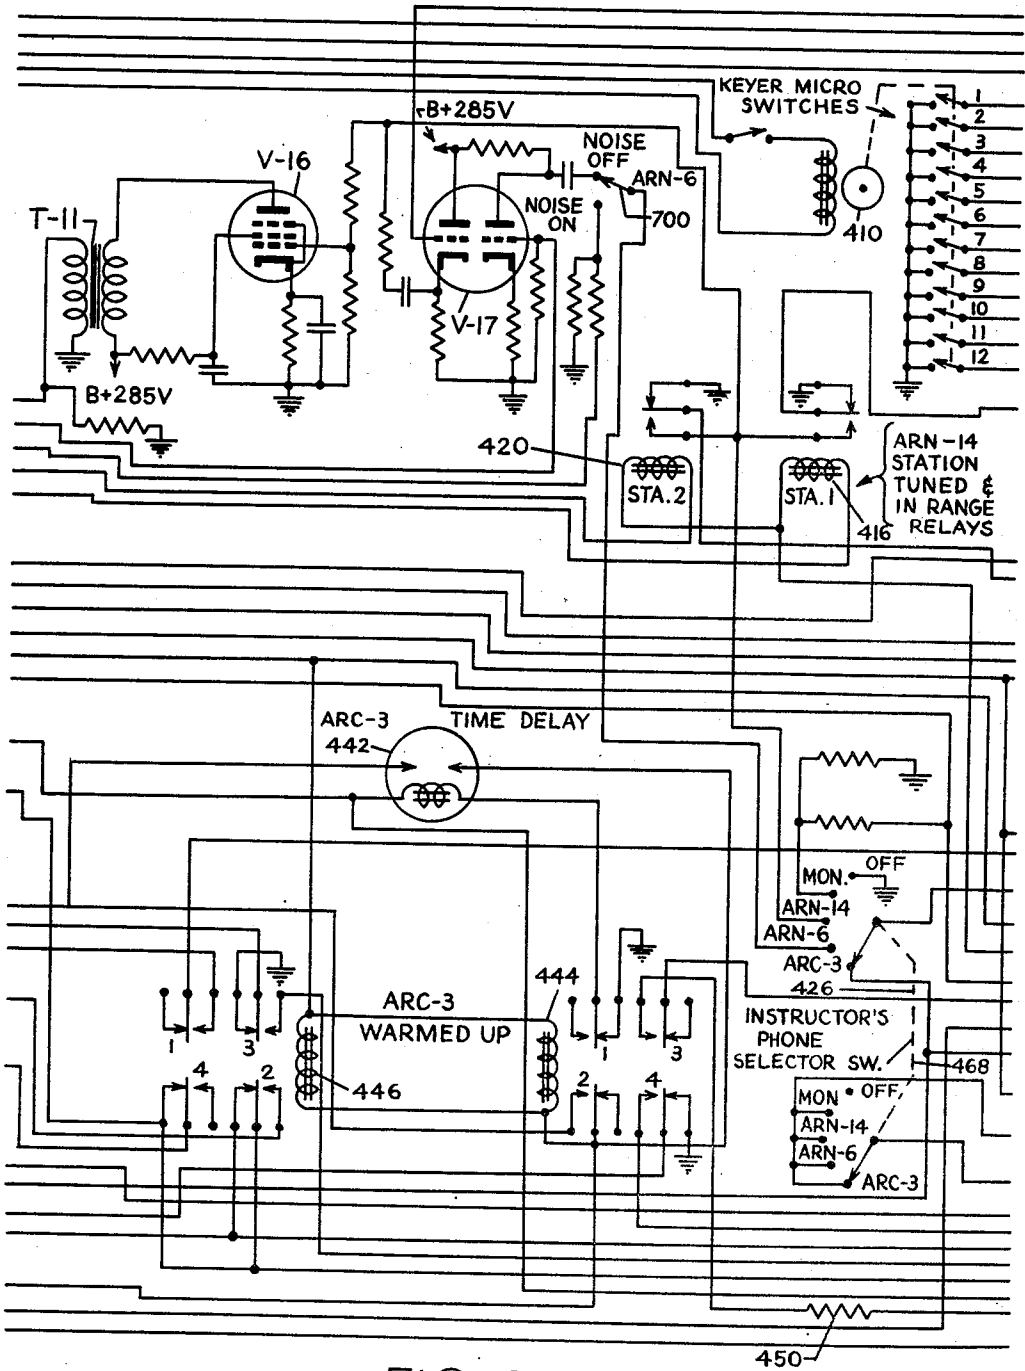 KEYER MICRO
SWITCHES
1
2
3
4
5
6
7
8
9
10
11
12
B+285V
NOISE
OFF
V-16
ARN-6
NOISE
ON
700
T-11
410
V-17
B+285V
420
STA.2
STA.1
416
ARN-14
STATION
TUNED &
IN RANGE
RELAYS
ARC-3
TIME DELAY
442
OFF
MON.
ARN-14
ARN-6
ARC-3
426
444
ARC-3
WARMED UP
INSTRUCTOR'S
PHONE
SELECTOR SW.
468
1
3
4
2
446
1
3
2
4
MON
OFF
ARN-14
ARN-6
ARC-3
450